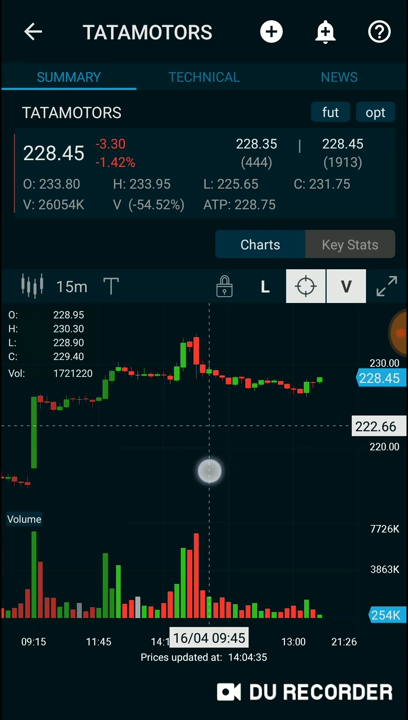 TATAMOTORS
SUMMARY TECHNICAL NEWS
TATAMOTORS fut opt
228.45 -3.30 -1.42% 228.35 (444) | 228.45 (1913)
O: 233.80 H: 233.95 L: 225.65 C: 231.75
V: 26054K V (-54.52%) ATP: 228.75
Charts Key Stats
15m T L V
O: 228.95
H: 230.30
L: 228.90
C: 229.40
Vol: 1721220
230.00
228.45
222.66
220.00
Volume
7726K
3863K
254K
09:15 11:45 14:1 16/04 09:45 13:00 21:26
Prices updated at: 14:04:35
DU RECORDER